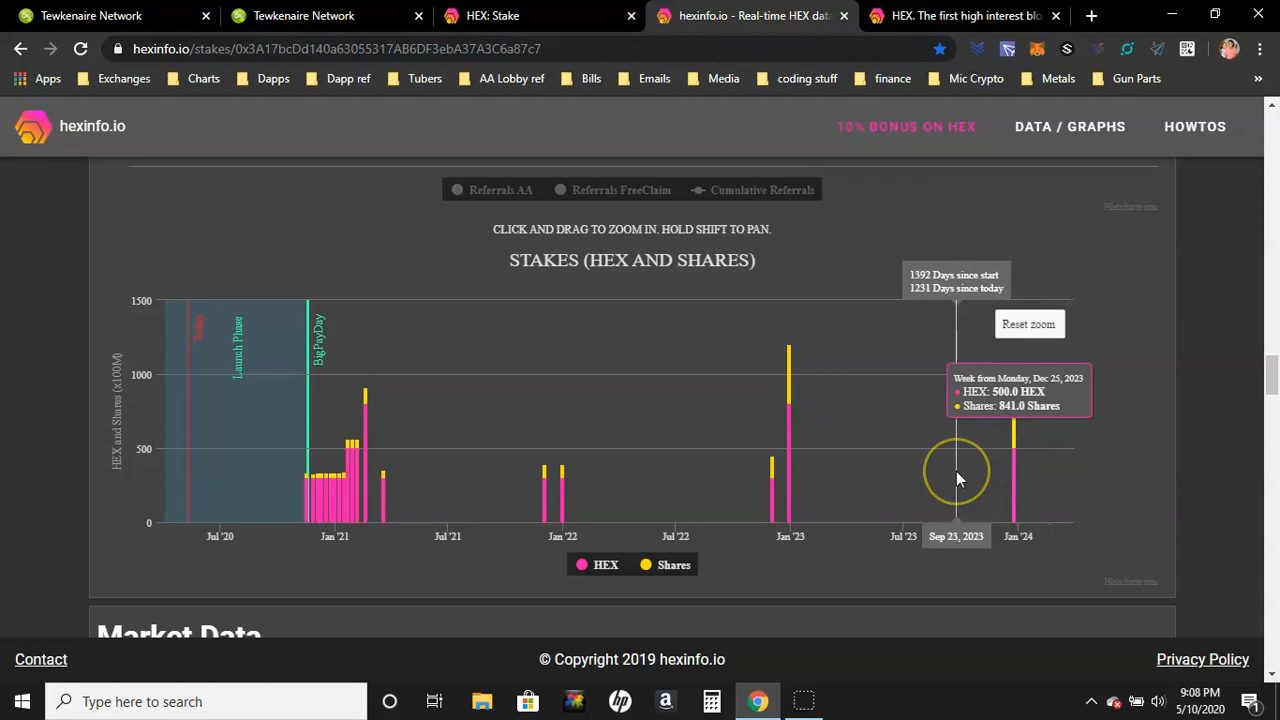 Tewkenaire Network
Tewkenaire Network
HEX: Stake
hexinfo.io - Real-time HEX data
HEX. The first high interest blo
hexinfo.io/stakes/0x3A17bcDd140a63055317AB6DF3ebA37A3C6a87c7
Apps
Exchanges
Charts
Dapps
Dapp ref
Tubers
AA Lobby ref
Bills
Emails
Media
coding stuff
finance
Mic Crypto
Metals
Gun Parts
»
hexinfo.io
10% BONUS ON HEX
DATA / GRAPHS
HOWTOS
Referrals AA
Referrals FreeClaim
Cumulative Referrals
Highcharts.com
CLICK AND DRAG TO ZOOM IN. HOLD SHIFT TO PAN.
STAKES (HEX AND SHARES)
1392 Days since start
1231 Days since today
Reset zoom
HEX and Shares (x100M)
1500
1000
500
0
Today
Launch Phase
BigPayDay
Week from Monday, Dec 25, 2023
HEX: 500.0 HEX
Shares: 841.0 Shares
Jul '20
Jan '21
Jul '21
Jan '22
Jul '22
Jan '23
Jul '23
Sep 23, 2023
Jan '24
HEX
Shares
Highcharts.com
Market Data
Contact
© Copyright 2019 hexinfo.io
Privacy Policy
Type here to search
9:08 PM
5/10/2020
1